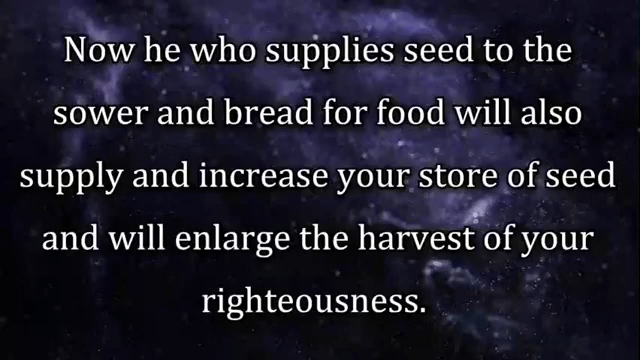 Now he who supplies seed to the
sower and bread for food will also
supply and increase your store of seed
and will enlarge the harvest of your
righteousness.